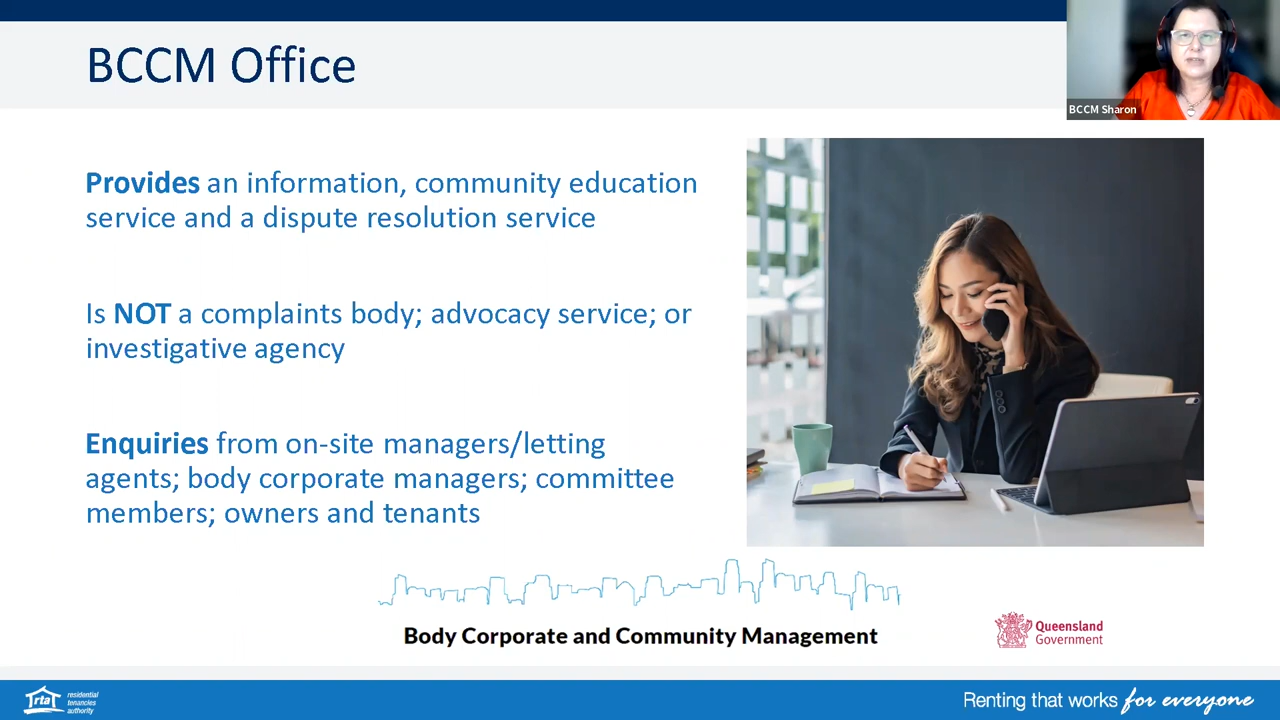 BCCM Office
BCCM Sharon
Provides an information, community education
service and a dispute resolution service
Is NOT a complaints body; advocacy service; or
investigative agency
Enquiries from on-site managers/letting
agents; body corporate managers; committee
members; owners and tenants
Body Corporate and Community Management
Queensland
Government
rta
residential
tenancies
authority
Renting that works for everyone